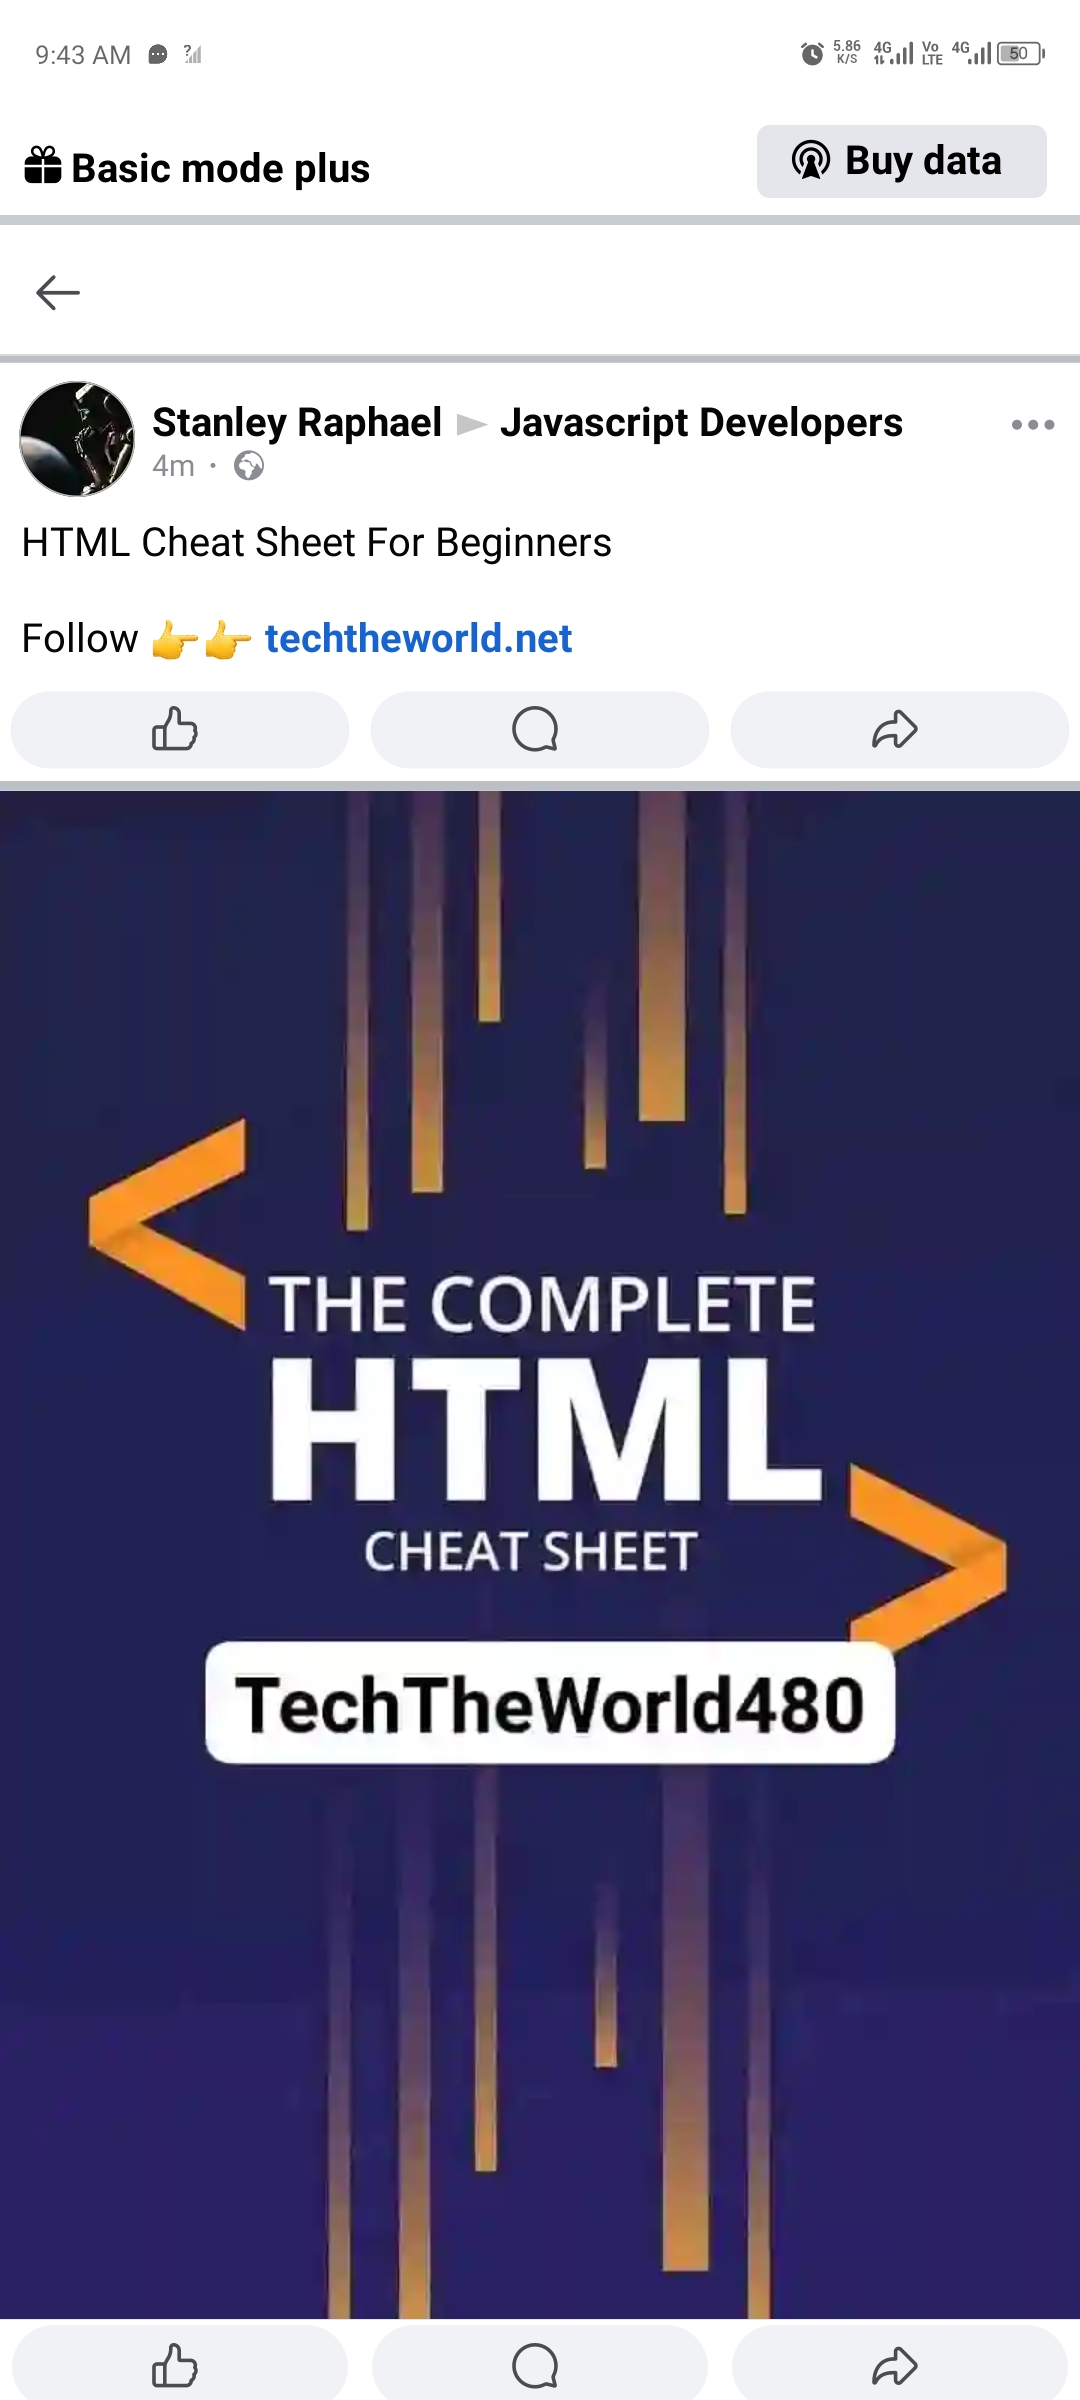 9:43 AM
5.86 K/S 4G Vo LTE 4G 50
Basic mode plus
Buy data
Stanley Raphael ▶ Javascript Developers
4m ·
HTML Cheat Sheet For Beginners
Follow 👉👉 techtheworld.net
THE COMPLETE
HTML
CHEAT SHEET
TechTheWorld480